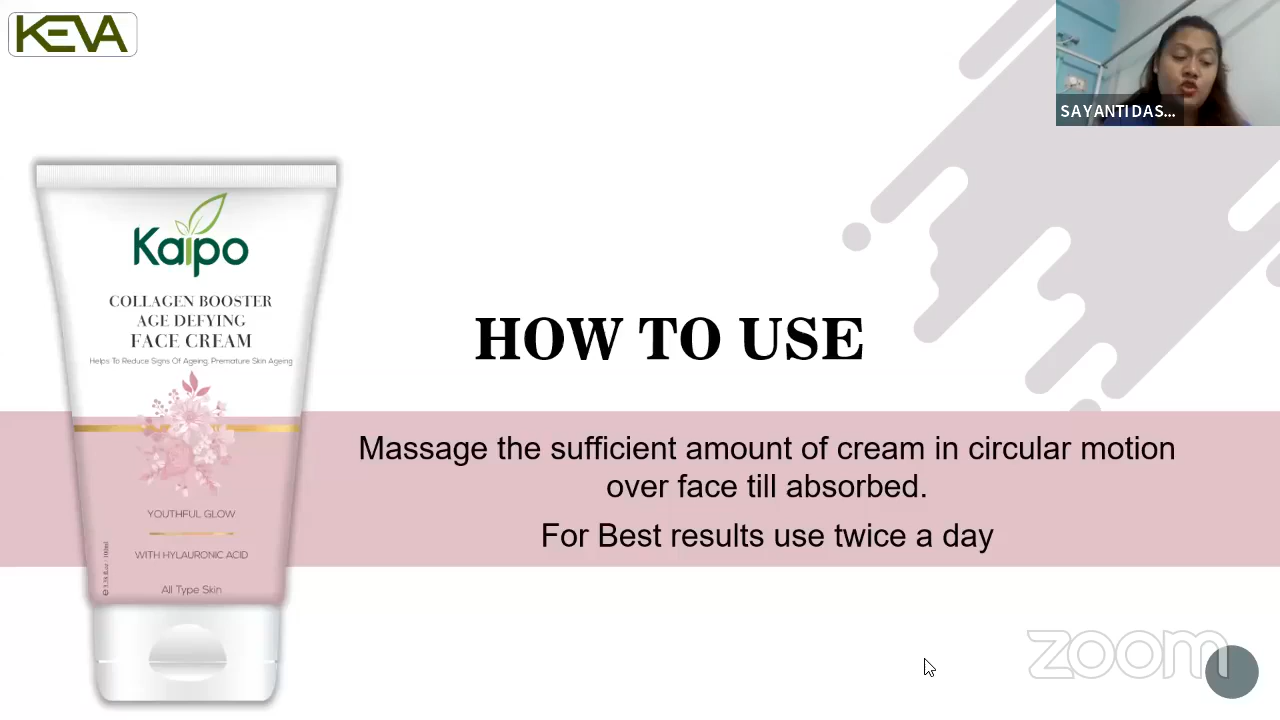 KEVA
SAYANTI DAS...
Kaipo
COLLAGEN BOOSTER
AGE DEFYING
FACE CREAM
Helps To Reduce Signs Of Ageing, Premature Skin Ageing
YOUTHFUL GLOW
WITH HYLAURONIC ACID
All Type Skin
HOW TO USE
Massage the sufficient amount of cream in circular motion
over face till absorbed.
For Best results use twice a day
zoom